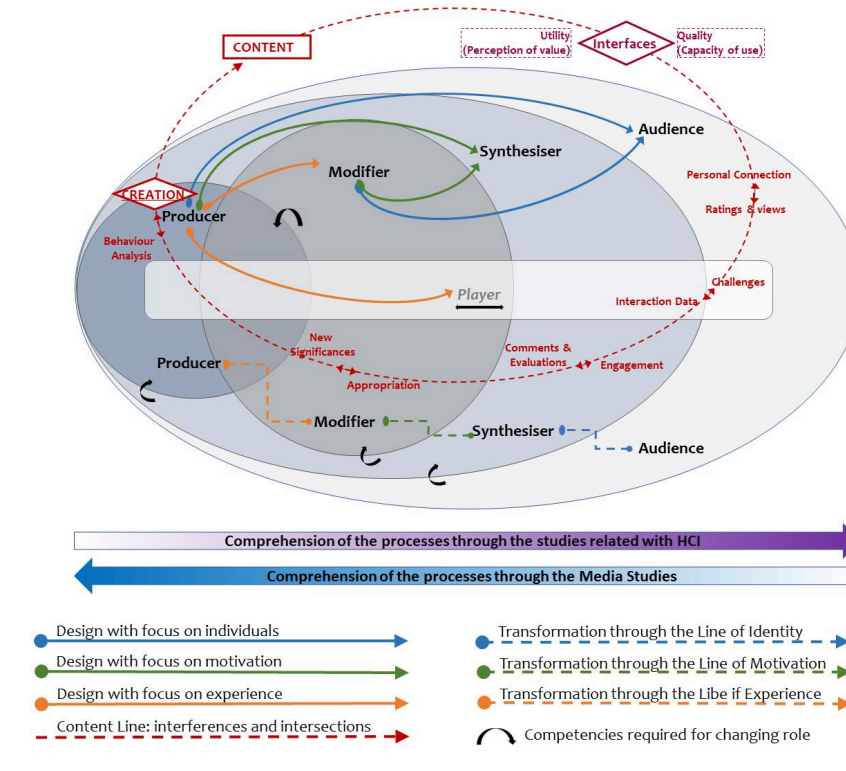 CONTENT
Utility
(Perception of value)
Interfaces
Quality
(Capacity of use)
Audience
Synthesiser
Modifier
Personal Connection
CREATION
Producer
Ratings & views
Behaviour
Analysis
Challenges
Player
Interaction Data
New
Significances
Comments &
Evaluations
Engagement
Producer
Appropriation
Modifier
Synthesiser
Audience
Comprehension of the processes through the studies related with HCI
Comprehension of the processes through the Media Studies
Design with focus on individuals
Design with focus on motivation
Design with focus on experience
Content Line: interferences and intersections
Transformation through the Line of Identity
Transformation through the Line of Motivation
Transformation through the Libe if Experience
Competencies required for changing role